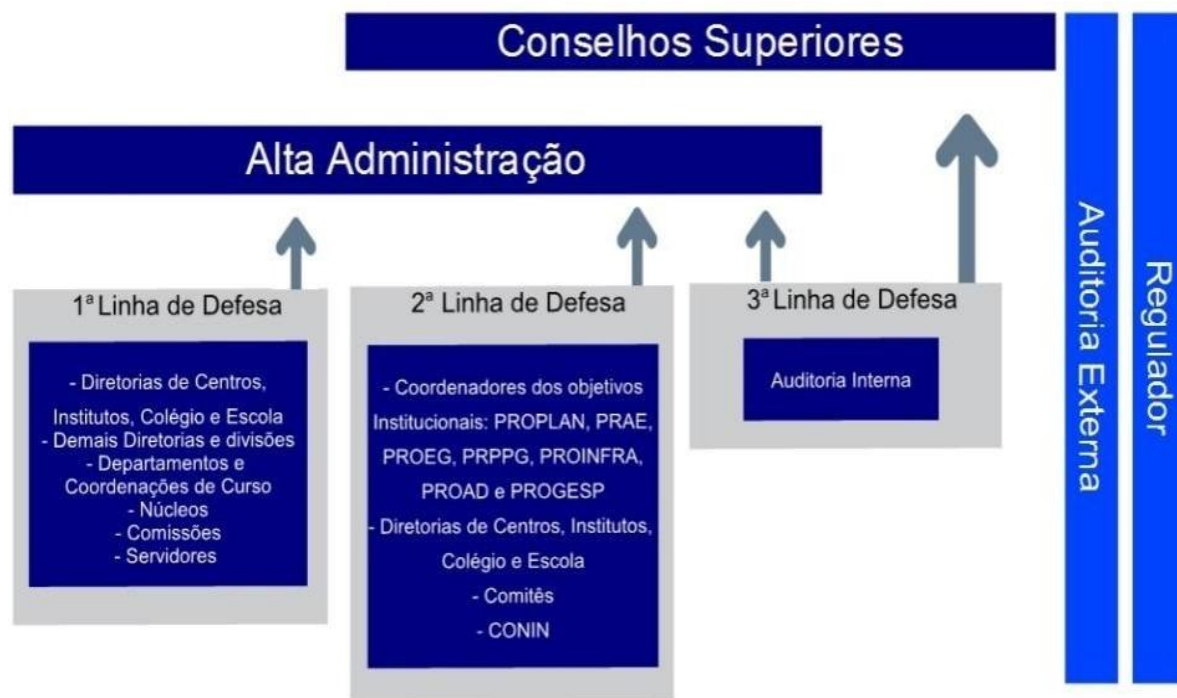 Conselhos Superiores
Alta Administração
1ª Linha de Defesa
- Diretorias de Centros,
Institutos, Colégio e Escola
- Demais Diretorias e divisões
- Departamentos e
Coordenações de Curso
- Núcleos
- Comissões
- Servidores
2ª Linha de Defesa
- Coordenadores dos objetivos
Institucionais: PROPLAN, PRAE,
PROEG, PRPPG, PROINFRA,
PROAD e PROGESP
- Diretorias de Centros, Institutos,
Colégio e Escola
- Comitês
- CONIN
3ª Linha de Defesa
Auditoria Interna
Auditoria Externa
Regulador